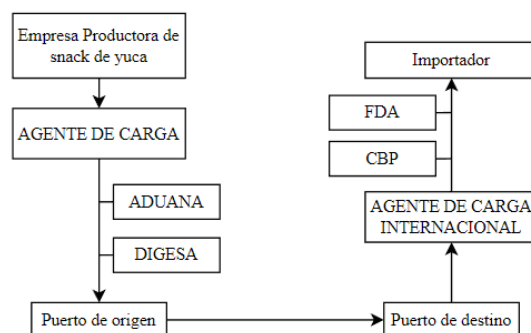 Empresa Productora de
snack de yuca
AGENTE DE CARGA
ADUANA
DIGESA
Puerto de origen
Puerto de destino
AGENTE DE CARGA
INTERNACIONAL
CBP
FDA
Importador